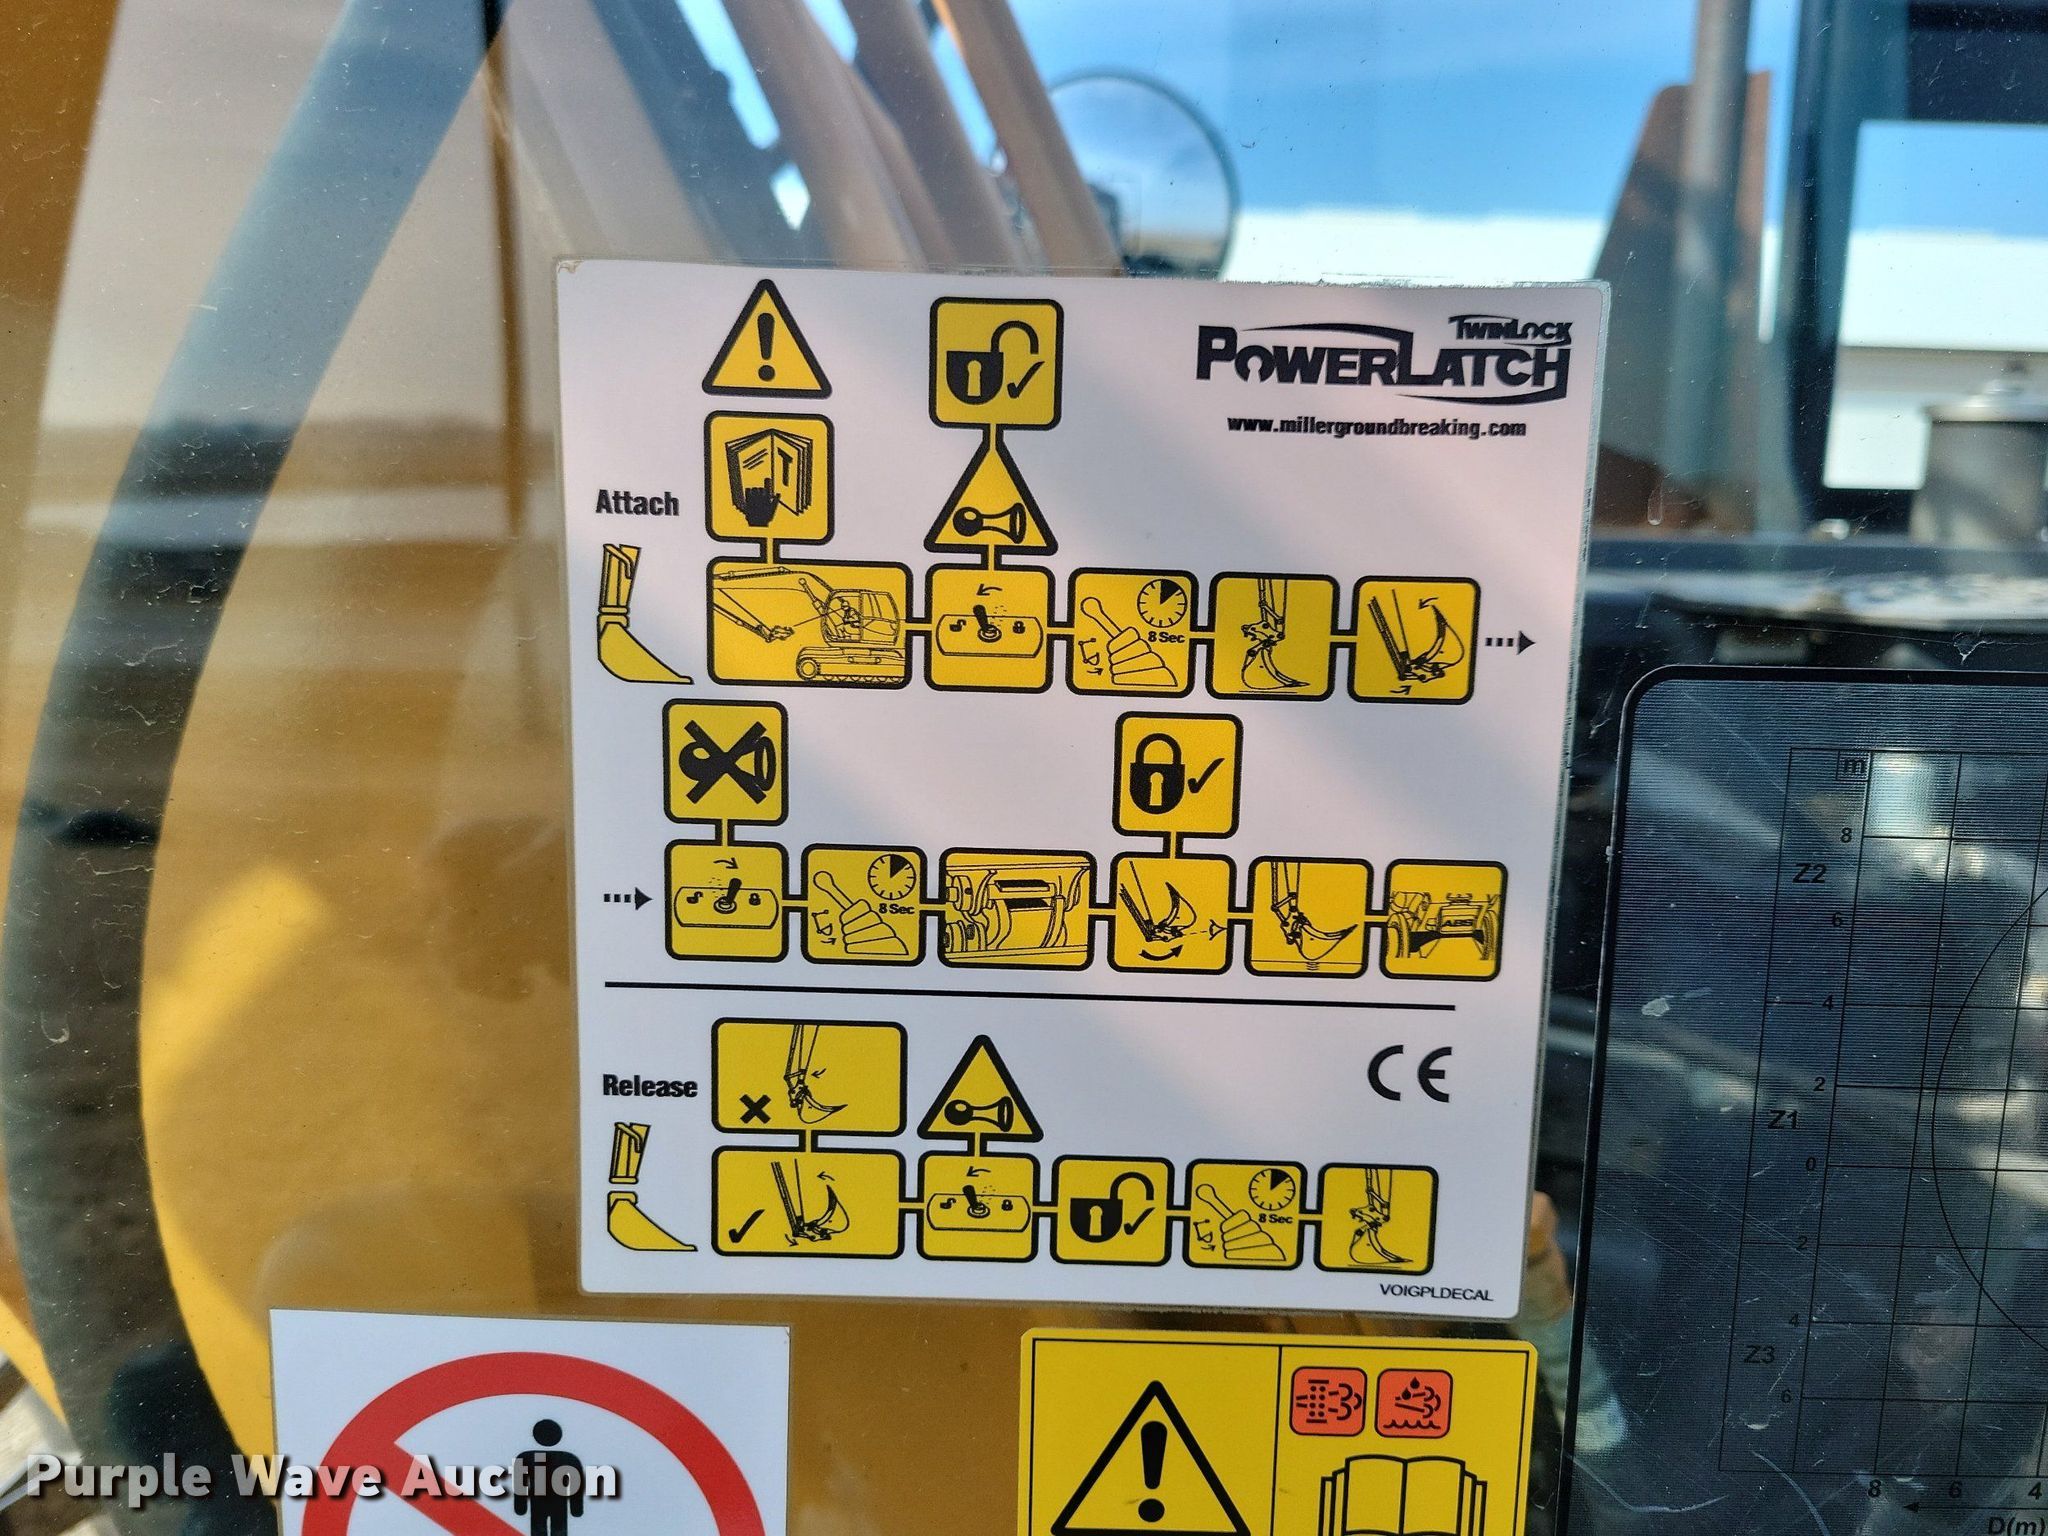 TWINLOCK
POWERLATCH
www.millergroundbreaking.com
Attach
8 Sec
8 Sec
ABS
Release
CE
8 Sec
VOIGPLDECAL
m
8
Z2
6
4
2
Z1
0
2
4
Z3
6
8 6 4
D(m)
Purple Wave Auction